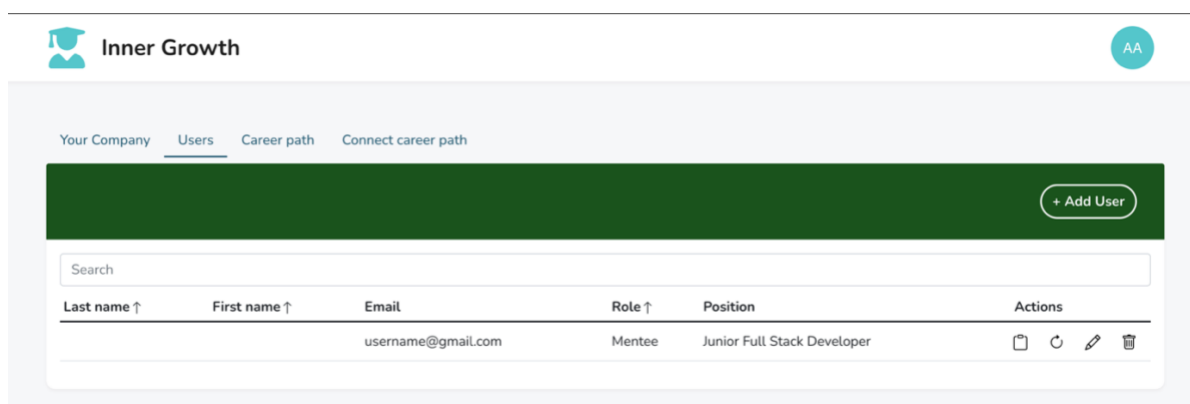 Inner Growth
AA
Your Company Users Career path Connect career path
+ Add User
Search
Last name ↑ First name ↑ Email Role ↑ Position Actions
username@gmail.com Mentee Junior Full Stack Developer